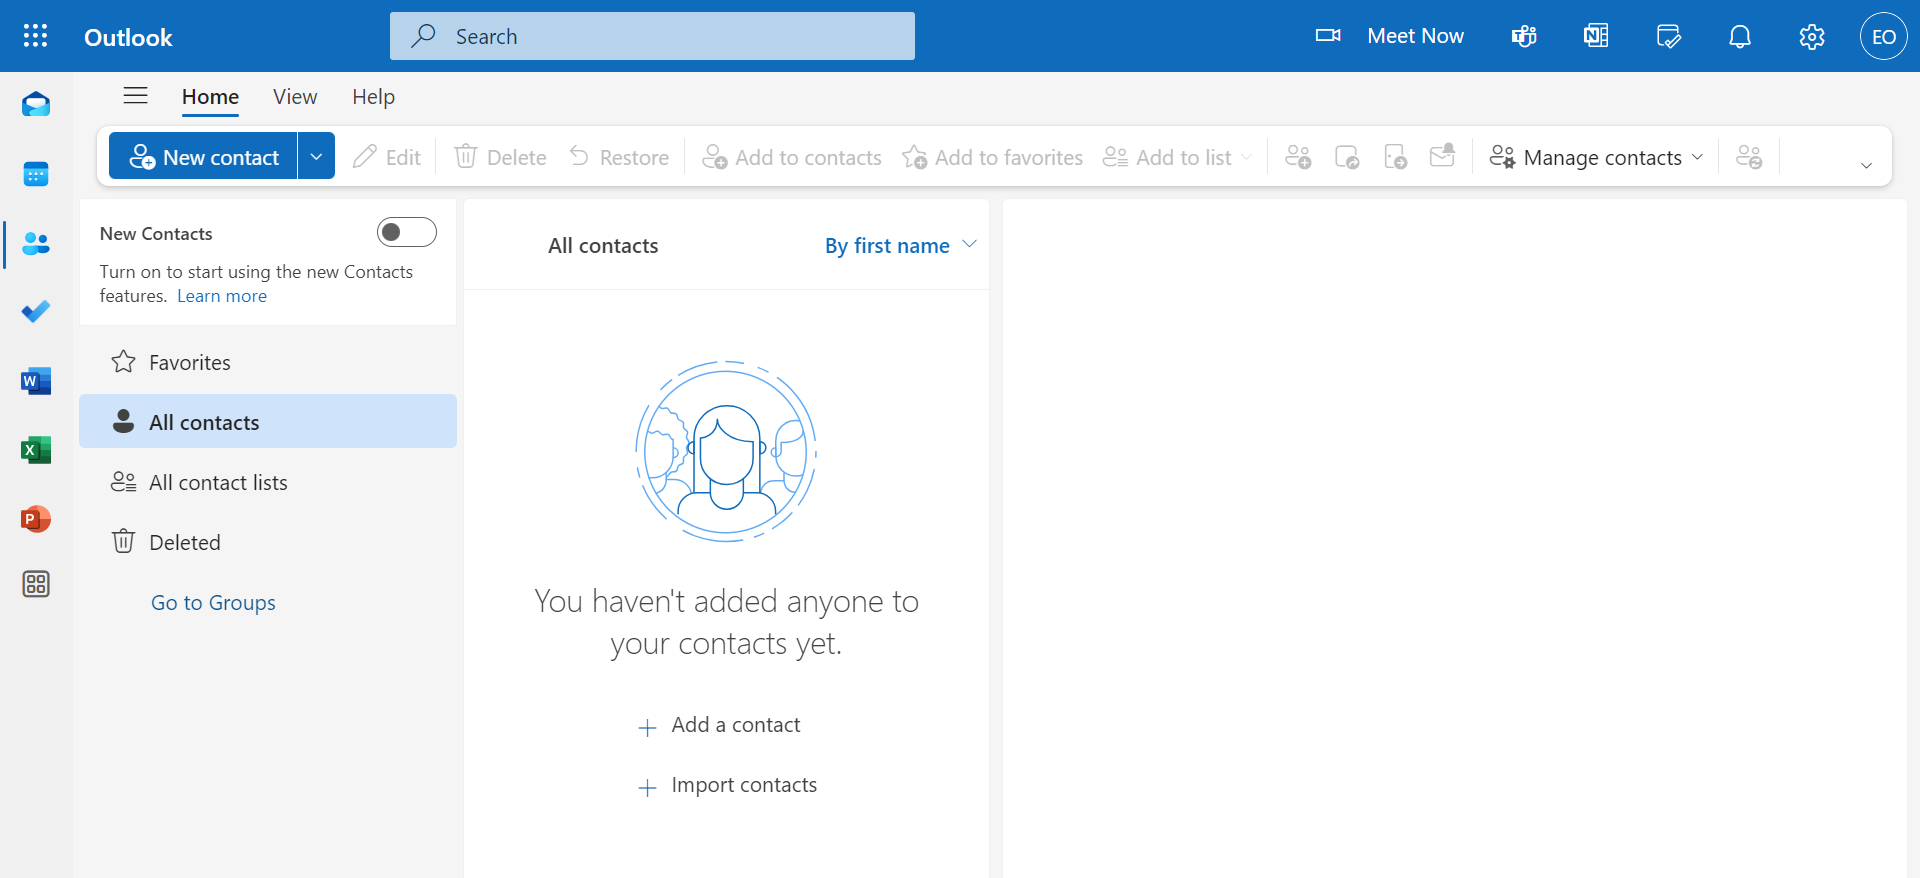 Outlook
Search
Meet Now
EO
Home
View
Help
New contact
Edit
Delete
Restore
Add to contacts
Add to favorites
Add to list
Manage contacts
New Contacts
Turn on to start using the new Contacts
features. Learn more
Favorites
All contacts
All contact lists
Deleted
Go to Groups
All contacts
By first name
You haven't added anyone to
your contacts yet.
Add a contact
Import contacts
W
X
P
N
T